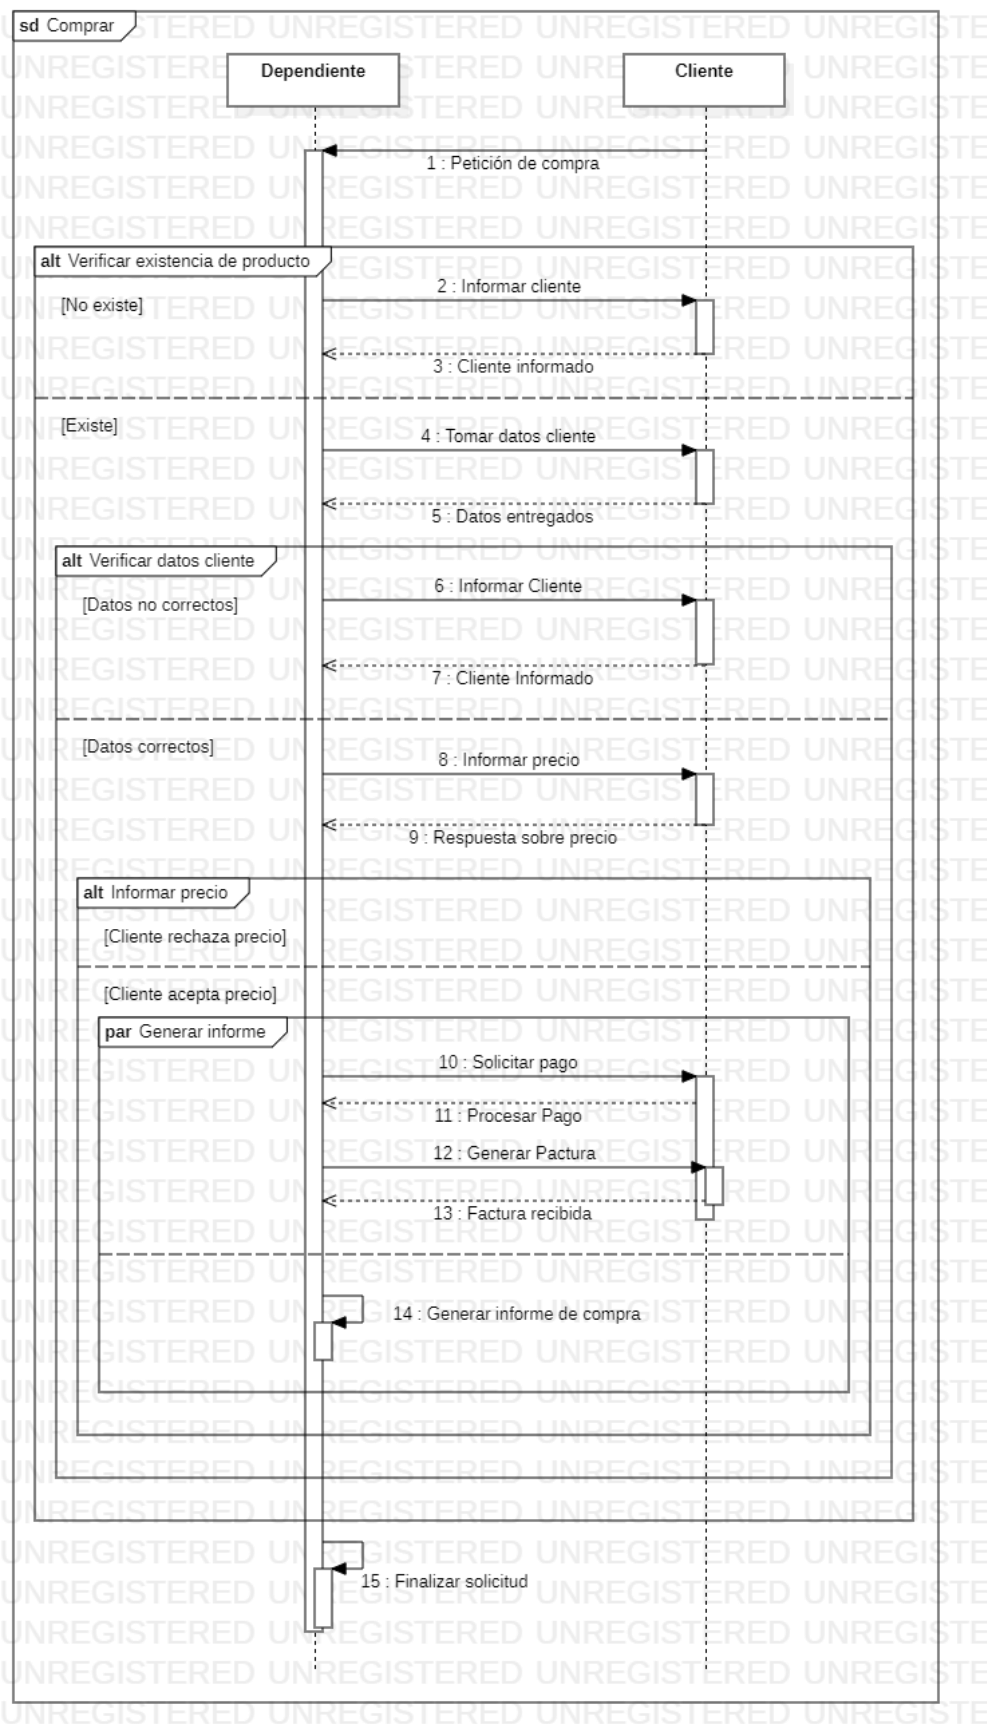 sd Comprar
Dependiente
Cliente
1 : Petición de compra
alt Verificar existencia de producto
2 : Informar cliente
[No existe]
3 : Cliente informado
[Existe]
4 : Tomar datos cliente
5 : Datos entregados
alt Verificar datos cliente
6 : Informar Cliente
[Datos no correctos]
7 : Cliente Informado
[Datos correctos]
8 : Informar precio
9 : Respuesta sobre precio
alt Informar precio
[Cliente rechaza precio]
[Cliente acepta precio]
par Generar informe
10 : Solicitar pago
11 : Procesar Pago
12 : Generar Pactura
13 : Factura recibida
14 : Generar informe de compra
15 : Finalizar solicitud
UNREGISTERED